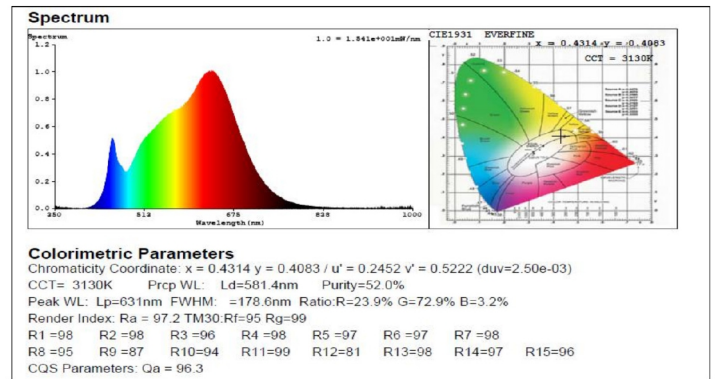 Spectrum
Spectrum
1.0 = 1.841e+001mW/nm
1.2
1.0
0.8
0.6
0.4
0.2
0.0
350 513 675 838 1000
Wavelength(nm)
CIE1931 EVERFINE
x = 0.4314 y = 0.4083
CCT = 3130K
Colorimetric Parameters
Chromaticity Coordinate: x = 0.4314 y = 0.4083 / u' = 0.2452 v' = 0.5222 (duv=2.50e-03)
CCT= 3130K Prcp WL: Ld=581.4nm Purity=52.0%
Peak WL: Lp=631nm FWHM: =178.6nm Ratio:R=23.9% G=72.9% B=3.2%
Render Index: Ra = 97.2 TM30:Rf=95 Rg=99
R1 =98 R2 =98 R3 =96 R4 =98 R5 =97 R6 =97 R7 =98
R8 =95 R9 =87 R10=94 R11=99 R12=81 R13=98 R14=97 R15=96
CQS Parameters: Qa = 96.3